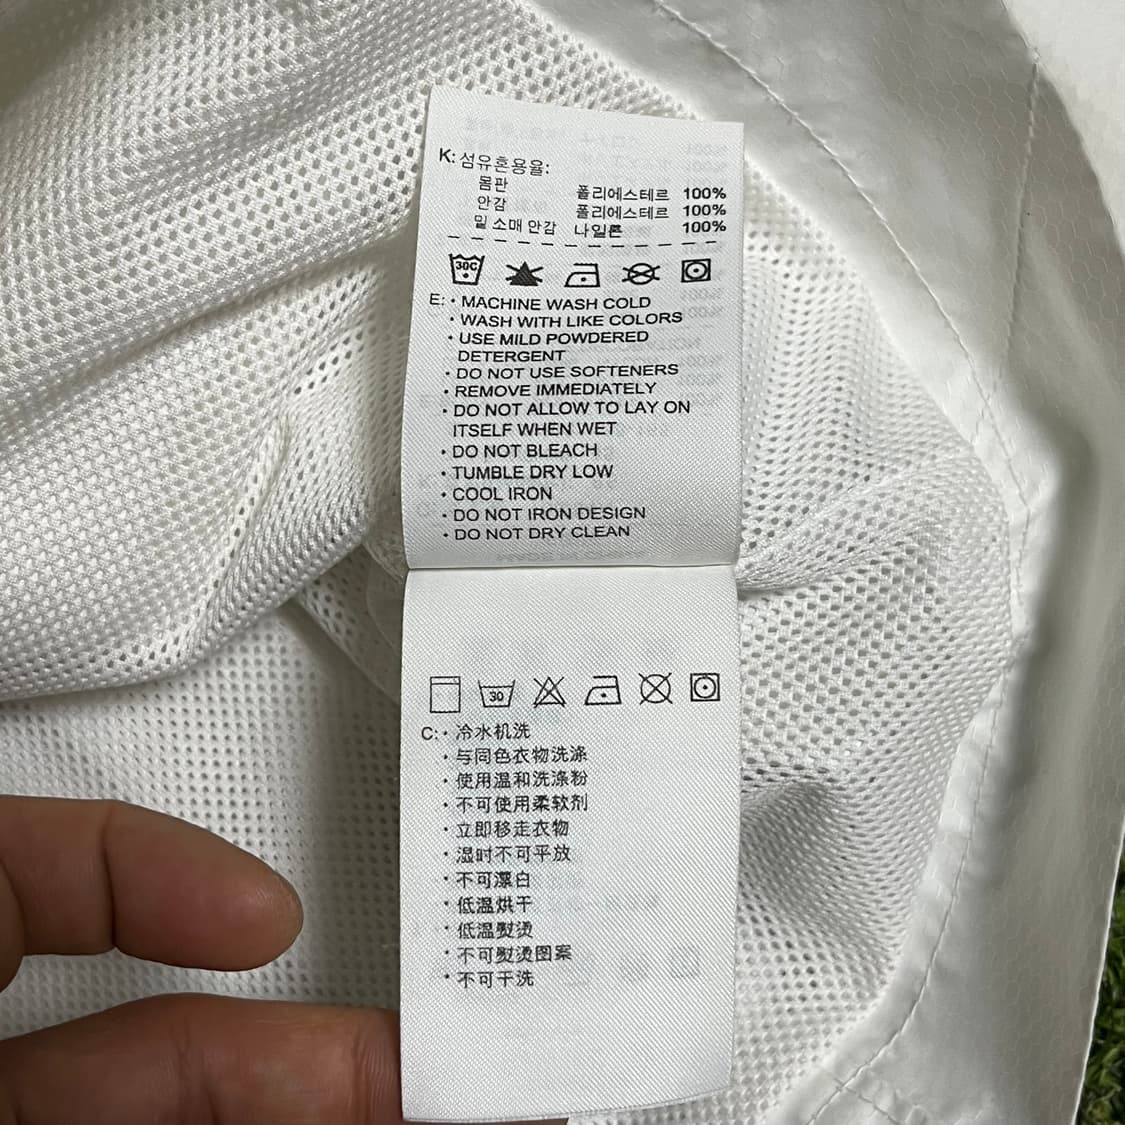 K: 섬유혼용율:
몸판 폴리에스테르 100%
안감 폴리에스테르 100%
밑 소매 안감 나일론 100%
30C
E: • MACHINE WASH COLD
• WASH WITH LIKE COLORS
• USE MILD POWDERED
DETERGENT
• DO NOT USE SOFTENERS
• REMOVE IMMEDIATELY
• DO NOT ALLOW TO LAY ON
ITSELF WHEN WET
• DO NOT BLEACH
• TUMBLE DRY LOW
• COOL IRON
• DO NOT IRON DESIGN
• DO NOT DRY CLEAN
30
C: • 冷水机洗
• 与同色衣物洗涤
• 使用温和洗涤粉
• 不可使用柔软剂
• 立即移走衣物
• 湿时不可平放
• 不可漂白
• 低温烘干
• 低温熨烫
• 不可熨烫图案
• 不可干洗